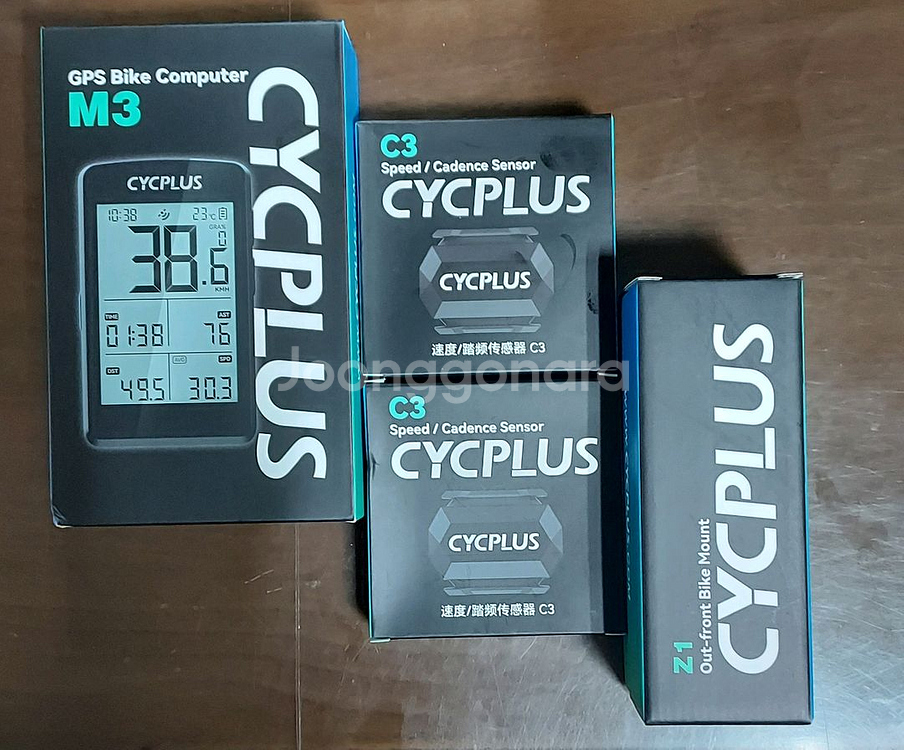 GPS Bike Computer
M3
CYCPLUS
CYCPLUS
10:38
23°C
GRA%
0
38.6
KMH
TIME
01:38
AST
76
DST
49.5
AVG
SPD
30.3
C3
Speed / Cadence Sensor
CYCPLUS
CYCPLUS
速度/踏频传感器 C3
Joonggonara
C3
Speed / Cadence Sensor
CYCPLUS
CYCPLUS
速度/踏频传感器 C3
Z1
Out-front Bike Mount
CYCPLUS